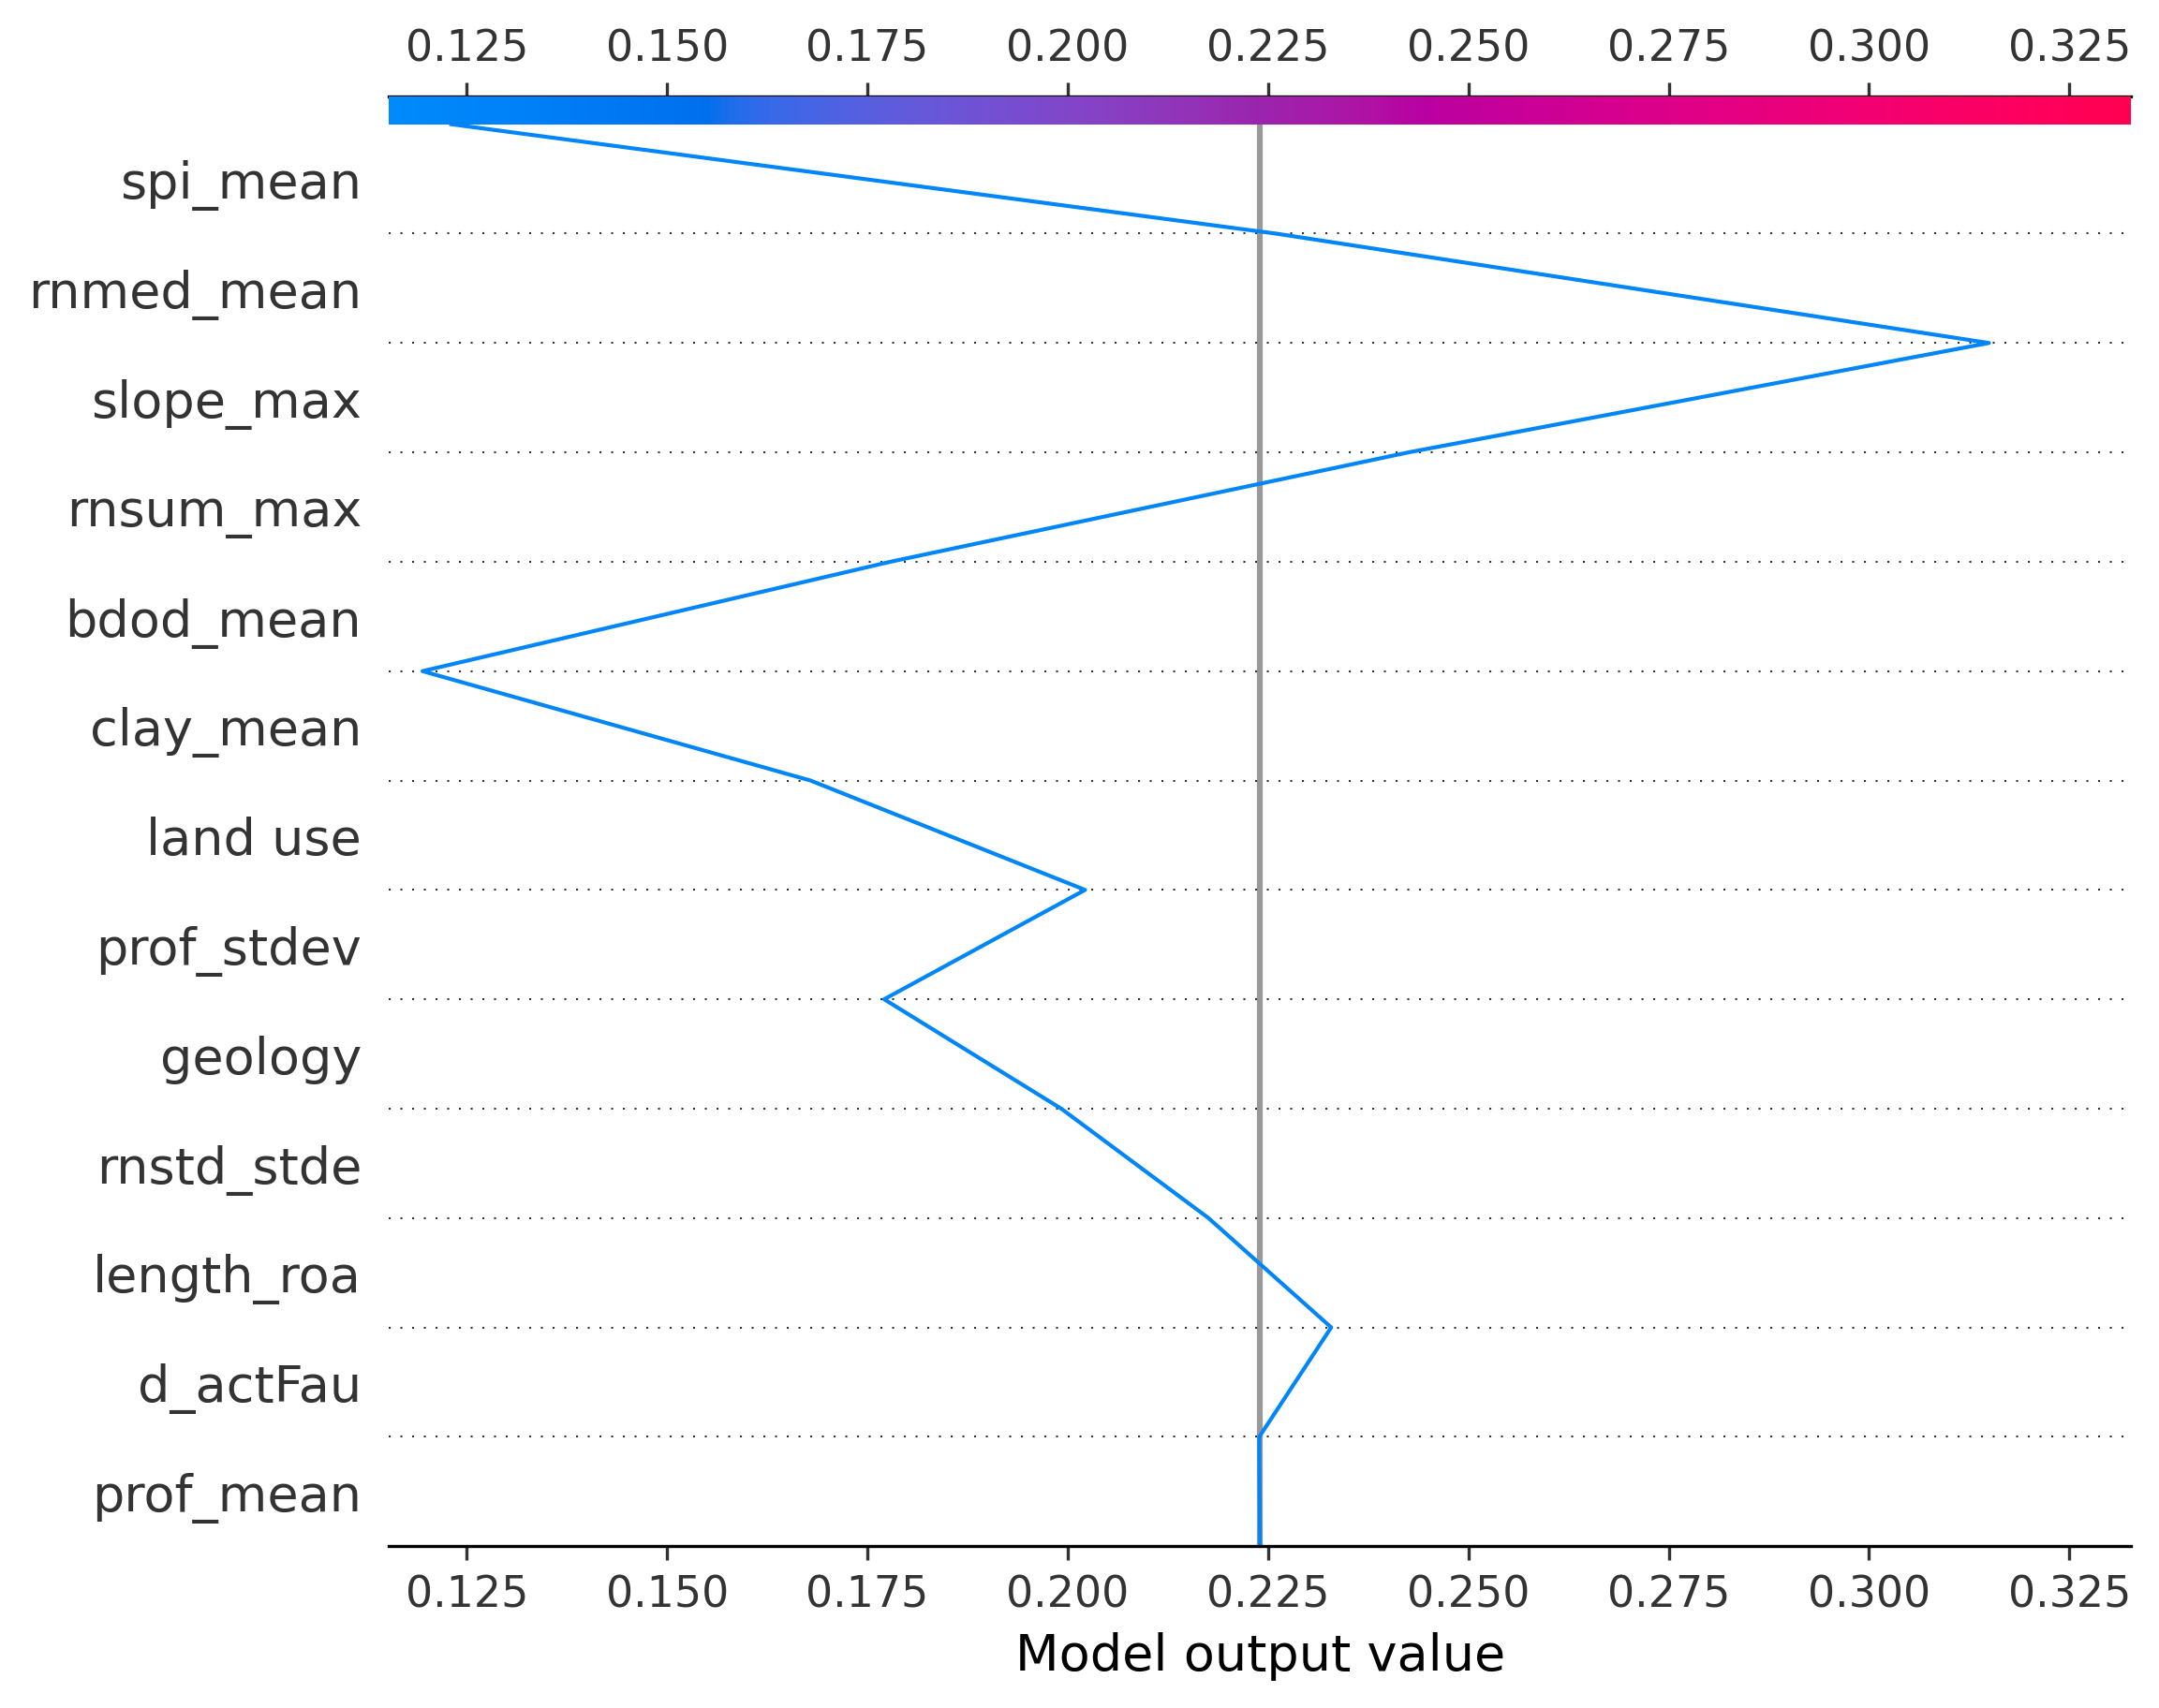 0.125 0.150 0.175 0.200 0.225 0.250 0.275 0.300 0.325
spi_mean
rnmed_mean
slope_max
rnsum_max
bdod_mean
clay_mean
land use
prof_stdev
geology
rnstd_stde
length_roa
d_actFau
prof_mean
0.125 0.150 0.175 0.200 0.225 0.250 0.275 0.300 0.325
Model output value